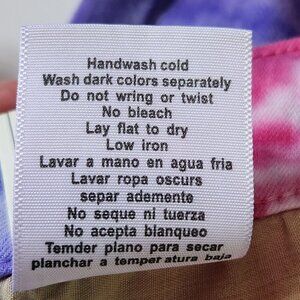 Handwash cold
Wash dark colors separately
Do not wring or twist
No bleach
Lay flat to dry
Low iron
Lavar a mano en agua fria
Lavar ropa oscurs
separ ademente
No seque ni tuerza
No acepta blanqueo
Temder plano para secar
planchar a temper atura baja